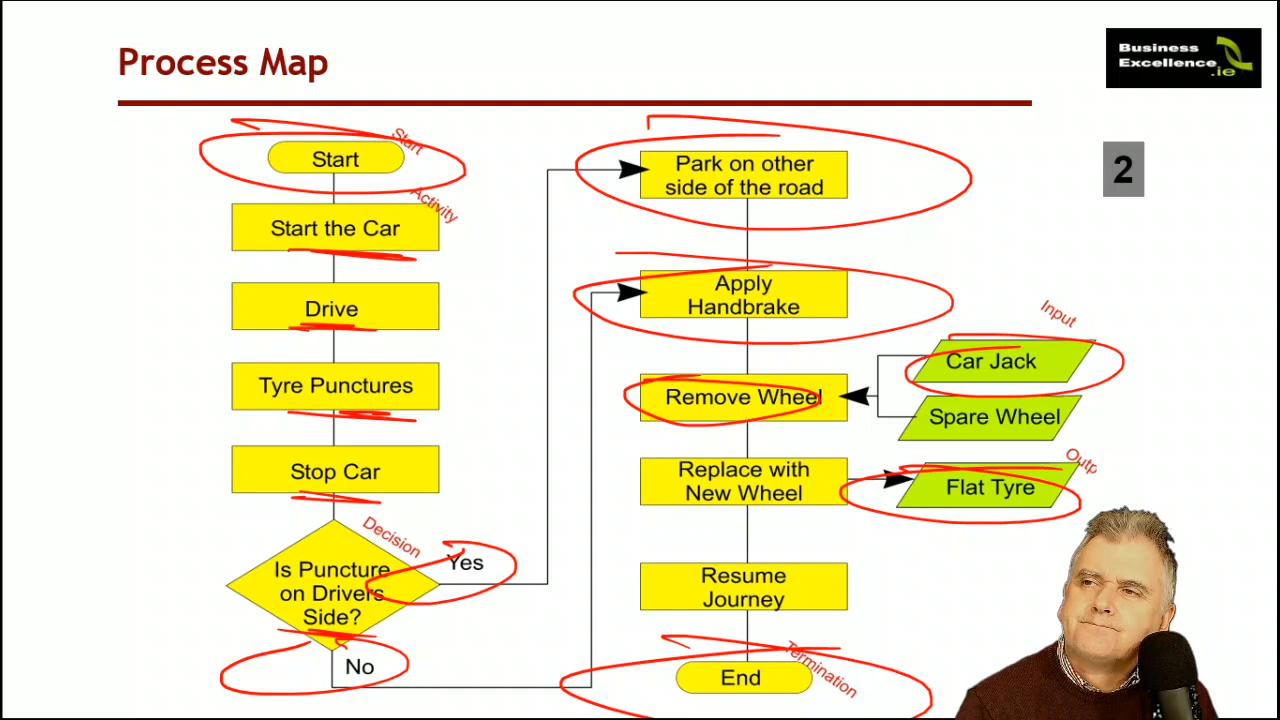 Process Map
Business
Excellence
.ie
2
Start
Start
Activity
Start the Car
Drive
Tyre Punctures
Stop Car
Decision
Is Puncture
on Drivers
Side?
Yes
No
Park on other
side of the road
Apply
Handbrake
Remove Wheel
Input
Car Jack
Spare Wheel
Replace with
New Wheel
Outp
Flat Tyre
Resume
Journey
Termination
End